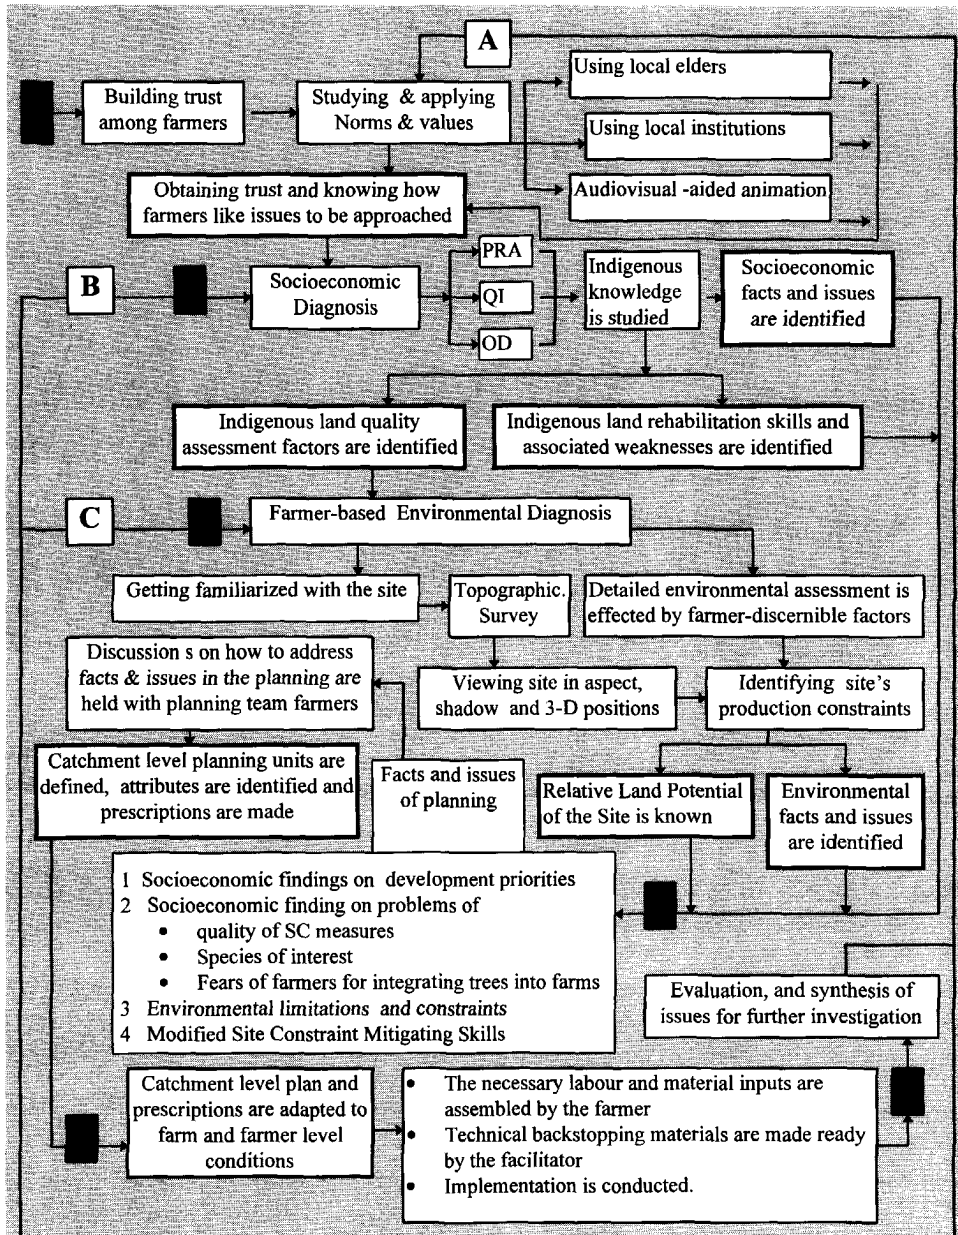 A
Building trust
among farmers
Studying & applying
Norms & values
Using local elders
Using local institutions
Audiovisual -aided animation
Obtaining trust and knowing how
farmers like issues to be approached
B
Socioeconomic
Diagnosis
PRA
QI
OD
Indigenous
knowledge
is studied
Socioeconomic
facts and issues
are identified
Indigenous land quality
assessment factors are identified
Indigenous land rehabilitation skills and
associated weaknesses are identified
C
Farmer-based Environmental Diagnosis
Getting familiarized with the site
Topographic.
Survey
Detailed environmental assessment is
effected by farmer-discernible factors
Discussion s on how to address
facts & issues in the planning are
held with planning team farmers
Viewing site in aspect,
shadow and 3-D positions
Identifying site's
production constraints
Catchment level planning units are
defined, attributes are identified and
prescriptions are made
Facts and issues
of planning
Relative Land Potential
of the Site is known
Environmental
facts and issues
are identified
1 Socioeconomic findings on development priorities
2 Socioeconomic finding on problems of
• quality of SC measures
• Species of interest
• Fears of farmers for integrating trees into farms
3 Environmental limitations and constraints
4 Modified Site Constraint Mitigating Skills
Evaluation, and synthesis of
issues for further investigation
Catchment level plan and
prescriptions are adapted to
farm and farmer level
conditions
• The necessary labour and material inputs are
assembled by the farmer
• Technical backstopping materials are made ready
by the facilitator
• Implementation is conducted.